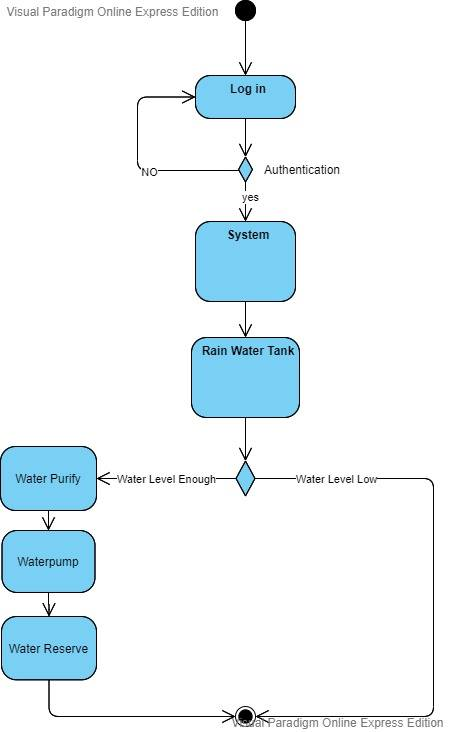 Visual Paradigm Online Express Edition
Log in
NO
Authentication
yes
System
Rain Water Tank
Water Level Enough
Water Level Low
Water Purify
Waterpump
Water Reserve
Visual Paradigm Online Express Edition